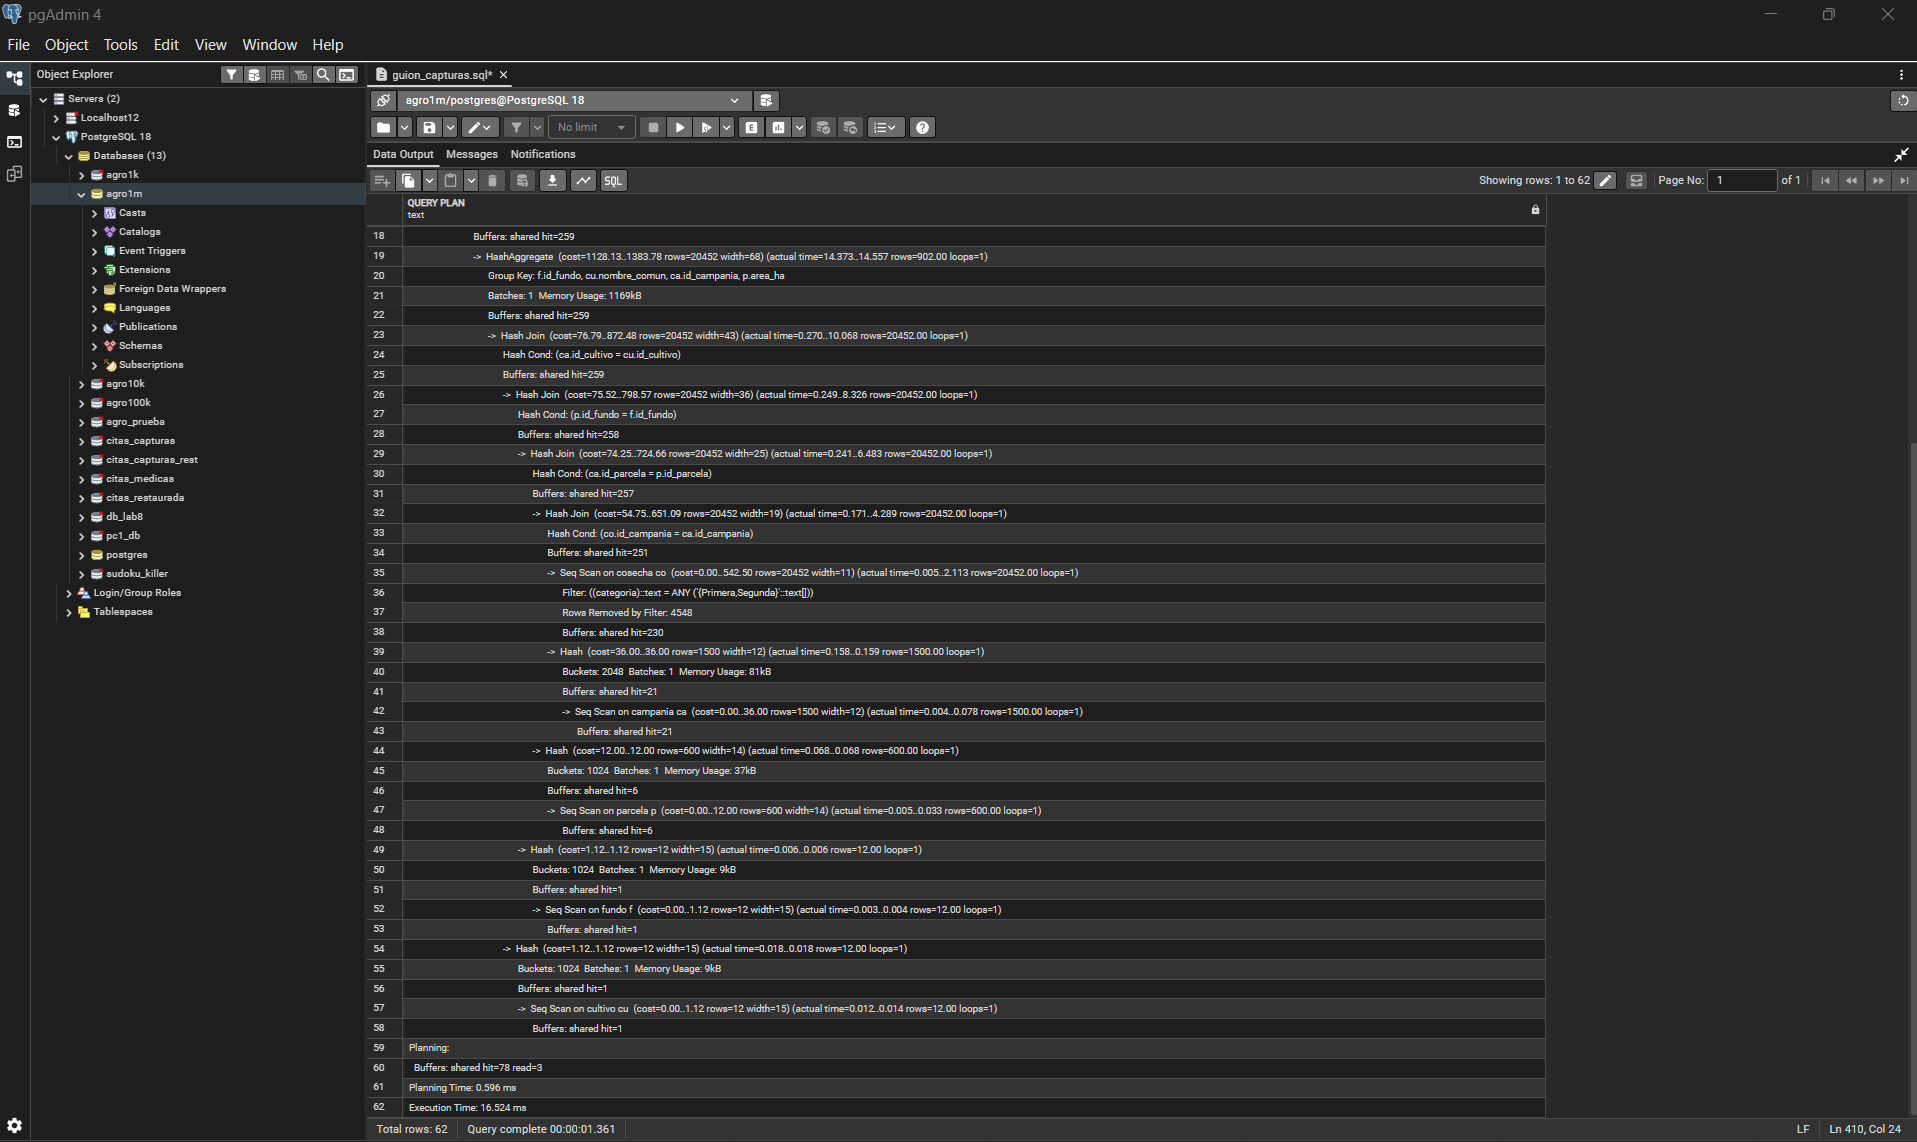 pgAdmin 4
File Object Tools Edit View Window Help
Object Explorer
guion_capturas.sql*
Servers (2)
Localhost12
PostgreSQL 18
Databases (13)
agro1k
agro1m
Casts
Catalogs
Event Triggers
Extensions
Foreign Data Wrappers
Languages
Publications
Schemas
Subscriptions
agro10k
agro100k
agro_prueba
citas_capturas
citas_capturas_rest
citas_medicas
citas_restaurada
db_lab8
pc1_db
postgres
sudoku_killer
Login/Group Roles
Tablespaces
agro1m/postgres@PostgreSQL 18
No limit
E
Data Output Messages Notifications
SQL
Showing rows: 1 to 62
Page No: 1 of 1
QUERY PLAN
text
18 Buffers: shared hit=259
19 -> HashAggregate (cost=1128.13..1383.78 rows=20452 width=68) (actual time=14.373..14.557 rows=902.00 loops=1)
20 Group Key: f.id_fundo, cu.nombre_comun, ca.id_campania, p.area_ha
21 Batches: 1 Memory Usage: 1169kB
22 Buffers: shared hit=259
23 -> Hash Join (cost=76.79..872.48 rows=20452 width=43) (actual time=0.270..10.068 rows=20452.00 loops=1)
24 Hash Cond: (ca.id_cultivo = cu.id_cultivo)
25 Buffers: shared hit=259
26 -> Hash Join (cost=75.52..798.57 rows=20452 width=36) (actual time=0.249..8.326 rows=20452.00 loops=1)
27 Hash Cond: (p.id_fundo = f.id_fundo)
28 Buffers: shared hit=258
29 -> Hash Join (cost=74.25..724.66 rows=20452 width=25) (actual time=0.241..6.483 rows=20452.00 loops=1)
30 Hash Cond: (ca.id_parcela = p.id_parcela)
31 Buffers: shared hit=257
32 -> Hash Join (cost=54.75..651.09 rows=20452 width=19) (actual time=0.171..4.289 rows=20452.00 loops=1)
33 Hash Cond: (co.id_campania = ca.id_campania)
34 Buffers: shared hit=251
35 -> Seq Scan on cosecha co (cost=0.00..542.50 rows=20452 width=11) (actual time=0.005..2.113 rows=20452.00 loops=1)
36 Filter: ((categoria)::text = ANY ('{Primera,Segunda}'::text[]))
37 Rows Removed by Filter: 4548
38 Buffers: shared hit=230
39 -> Hash (cost=36.00..36.00 rows=1500 width=12) (actual time=0.158..0.159 rows=1500.00 loops=1)
40 Buckets: 2048 Batches: 1 Memory Usage: 81kB
41 Buffers: shared hit=21
42 -> Seq Scan on campania ca (cost=0.00..36.00 rows=1500 width=12) (actual time=0.004..0.078 rows=1500.00 loops=1)
43 Buffers: shared hit=21
44 -> Hash (cost=12.00..12.00 rows=600 width=14) (actual time=0.068..0.068 rows=600.00 loops=1)
45 Buckets: 1024 Batches: 1 Memory Usage: 37kB
46 Buffers: shared hit=6
47 -> Seq Scan on parcela p (cost=0.00..12.00 rows=600 width=14) (actual time=0.005..0.033 rows=600.00 loops=1)
48 Buffers: shared hit=6
49 -> Hash (cost=1.12..1.12 rows=12 width=15) (actual time=0.006..0.006 rows=12.00 loops=1)
50 Buckets: 1024 Batches: 1 Memory Usage: 9kB
51 Buffers: shared hit=1
52 -> Seq Scan on fundo f (cost=0.00..1.12 rows=12 width=15) (actual time=0.003..0.004 rows=12.00 loops=1)
53 Buffers: shared hit=1
54 -> Hash (cost=1.12..1.12 rows=12 width=15) (actual time=0.018..0.018 rows=12.00 loops=1)
55 Buckets: 1024 Batches: 1 Memory Usage: 9kB
56 Buffers: shared hit=1
57 -> Seq Scan on cultivo cu (cost=0.00..1.12 rows=12 width=15) (actual time=0.012..0.014 rows=12.00 loops=1)
58 Buffers: shared hit=1
59 Planning:
60 Buffers: shared hit=78 read=3
61 Planning Time: 0.596 ms
62 Execution Time: 16.524 ms
Total rows: 62 Query complete 00:00:01.361 LF Ln 410, Col 24